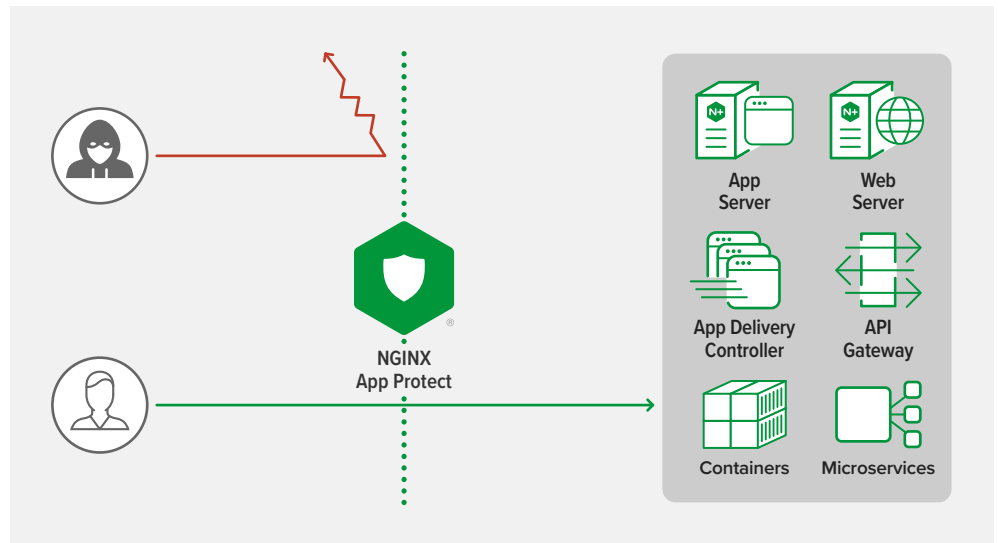 N+
N+
App
Server
Web
Server
®
NGINX
App Protect
App Delivery
Controller
API
Gateway
Containers
Microservices